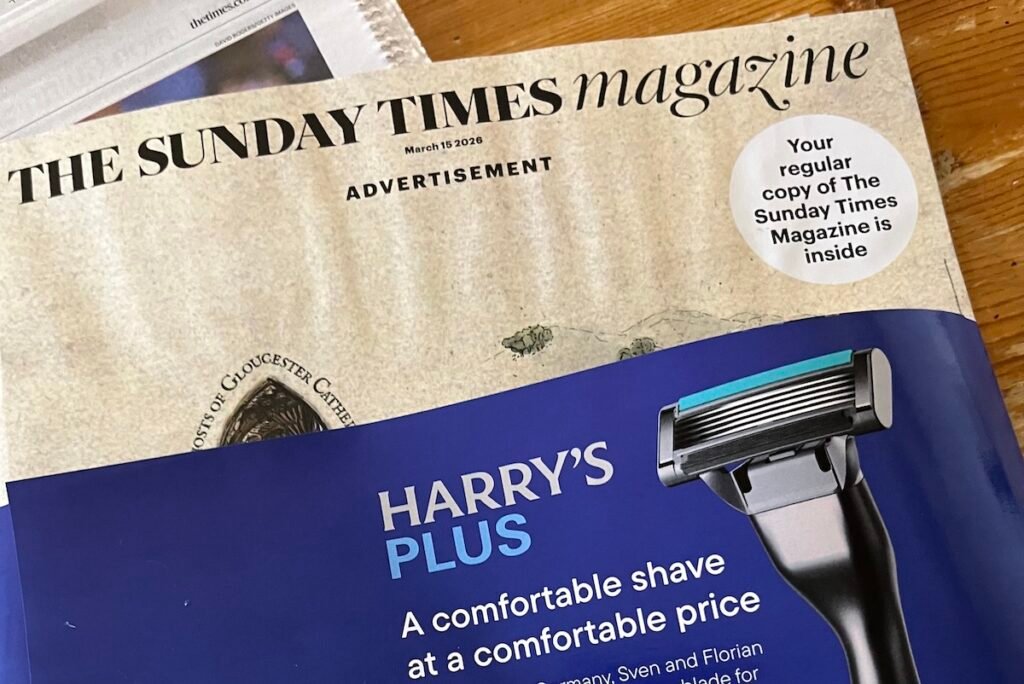 thetimes.co
DAVID ROGERS/GETTY IMAGES
THE SUNDAY TIMES magazine
March 15 2026
ADVERTISEMENT
Your
regular
copy of The
Sunday Times
Magazine is
inside
OSTS OF GLOUCESTER CATHE
HARRY'S
PLUS
A comfortable shave
at a comfortable price
Sven and Florian
blade for